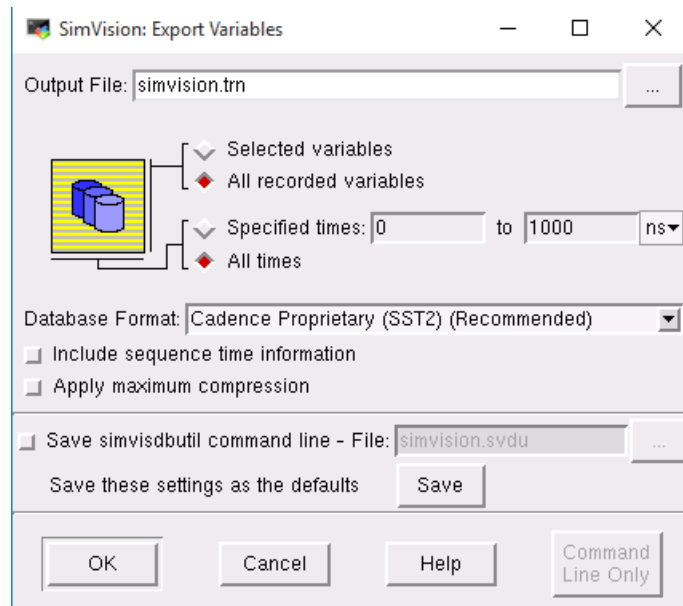 SimVision: Export Variables
Output File: simvision.trn ...
Selected variables
All recorded variables
Specified times: 0 to 1000 ns
All times
Database Format: Cadence Proprietary (SST2) (Recommended)
Include sequence time information
Apply maximum compression
Save simvisdbutil command line - File: simvision.svdu ...
Save these settings as the defaults Save
OK Cancel Help Command
Line Only